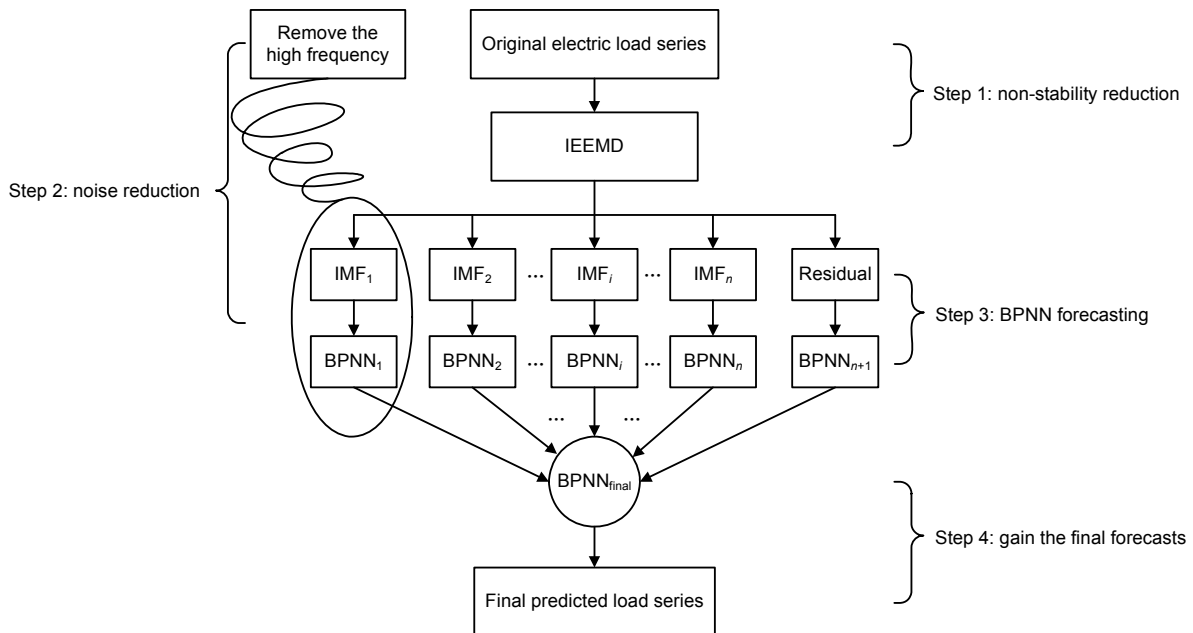 Remove the
high frequency
Original electric load series
Step 1: non-stability reduction
IEEMD
Step 2: noise reduction
IMF1
IMF2
...
IMFi
...
IMFn
Residual
Step 3: BPNN forecasting
BPNN1
BPNN2
...
BPNNi
...
BPNNn
BPNNn+1
...
...
BPNNfinal
Step 4: gain the final forecasts
Final predicted load series